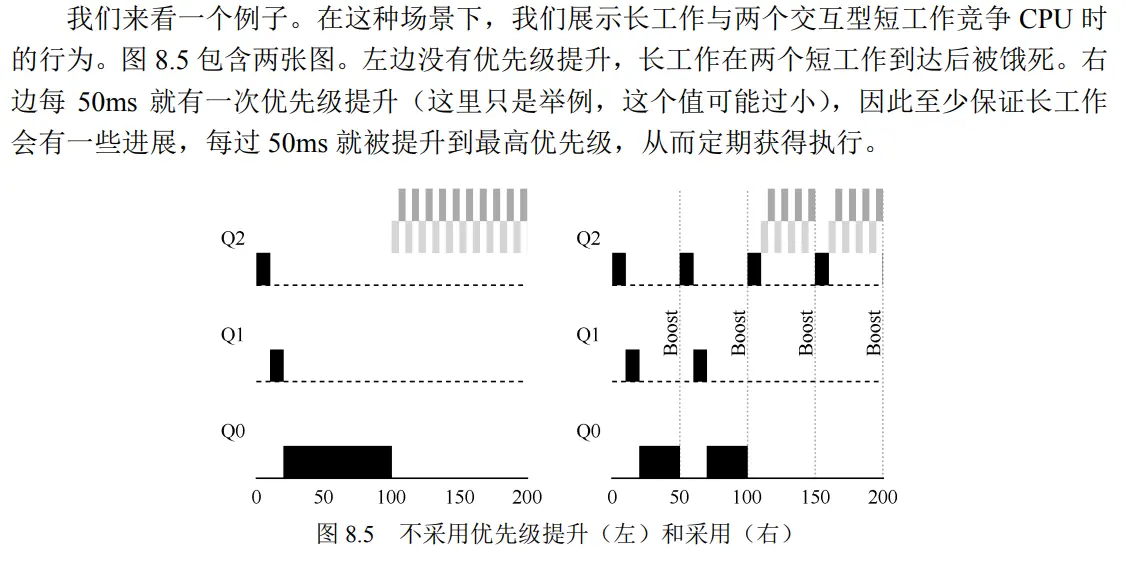 我们来看一个例子。在这种场景下，我们展示长工作与两个交互型短工作竞争 CPU 时
的行为。图 8.5 包含两张图。左边没有优先级提升，长工作在两个短工作到达后被饿死。右
边每 50ms 就有一次优先级提升（这里只是举例，这个值可能过小），因此至少保证长工作
会有一些进展，每过 50ms 就被提升到最高优先级，从而定期获得执行。
Q2
Q1
Q0
0 50 100 150 200
Q2
Q1
Boost Boost Boost Boost
Q0
0 50 100 150 200
图 8.5 不采用优先级提升（左）和采用（右）